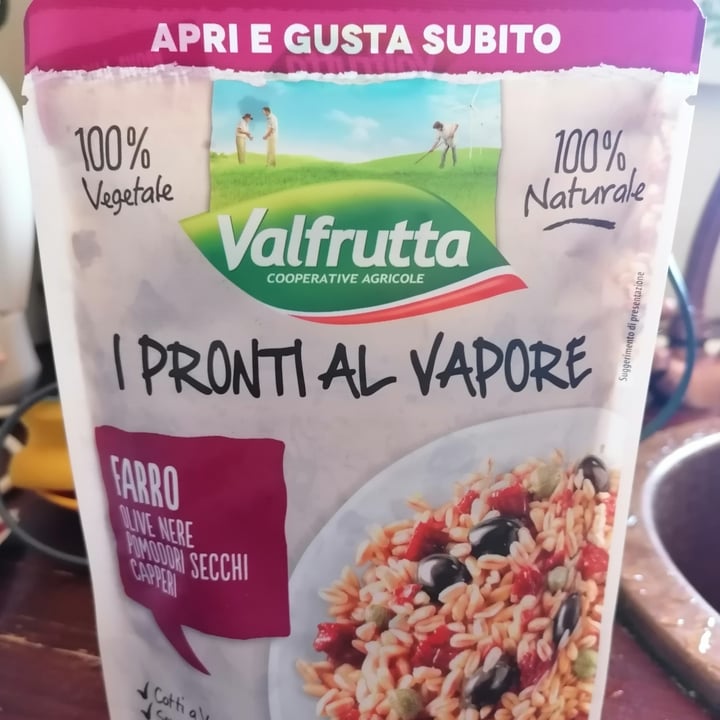 APRI E GUSTA SUBITO
100%
Vegetale
100%
Naturale
Valfrutta
COOPERATIVE AGRICOLE
Suggerimento di presentazione
I PRONTI AL VAPORE
FARRO
OLIVE NERE
POMODORI SECCHI
CAPPERI
Cotti a